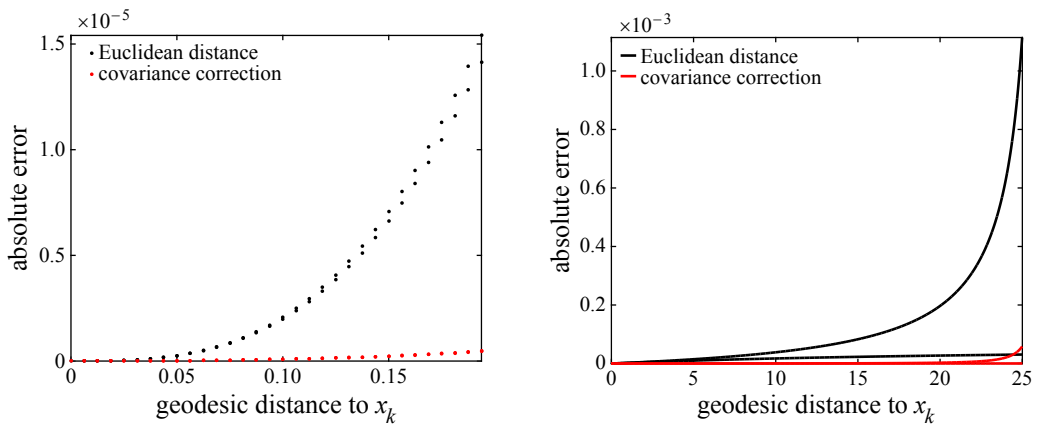 ×10⁻⁵
1.5
1.0
0.5
0
0
0.05
0.10
0.15
absolute error
Euclidean distance
covariance correction
geodesic distance to xₖ
×10⁻³
1.0
0.8
0.6
0.4
0.2
0
0
5
10
15
20
25
absolute error
Euclidean distance
covariance correction
geodesic distance to xₖ